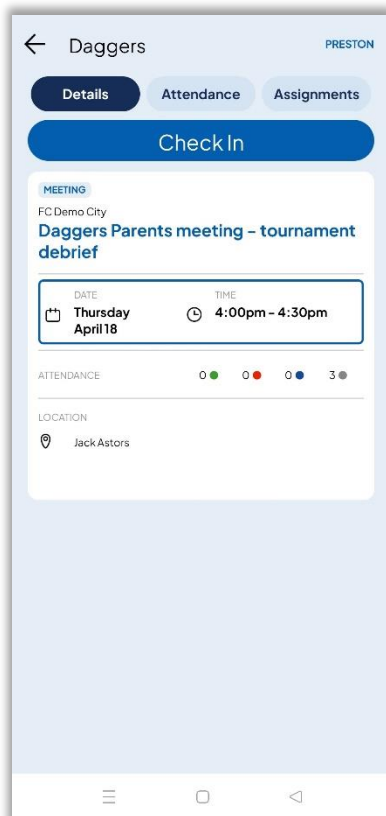 Daggers
PRESTON
Details Attendance Assignments
Check In
MEETING
FC Demo City
Daggers Parents meeting - tournament
debrief
DATE TIME
Thursday 4:00pm - 4:30pm
April 18
ATTENDANCE 0 0 0 3
LOCATION
Jack Astors